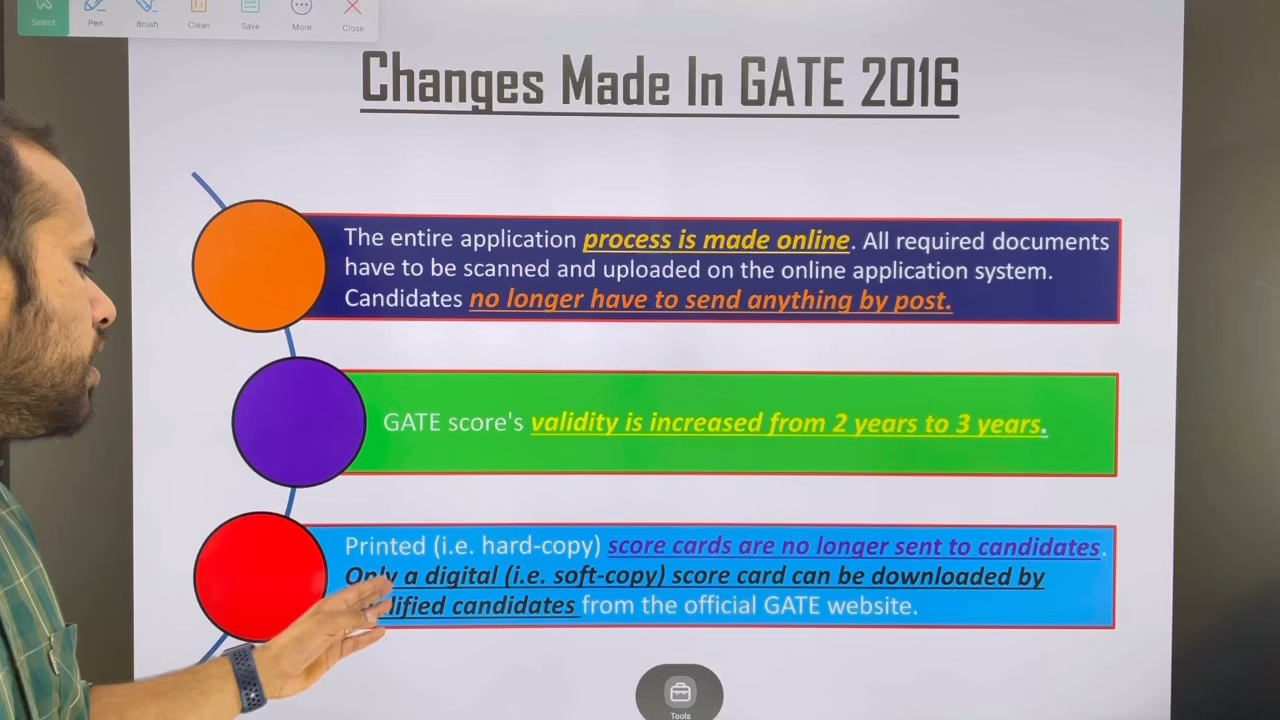 Select Pen Brush Clean Save More Close
Changes Made In GATE 2016
The entire application process is made online. All required documents
have to be scanned and uploaded on the online application system.
Candidates no longer have to send anything by post.
GATE score's validity is increased from 2 years to 3 years.
Printed (i.e. hard-copy) score cards are no longer sent to candidates.
Only a digital (i.e. soft-copy) score card can be downloaded by
candidates from the official GATE website.
Tools